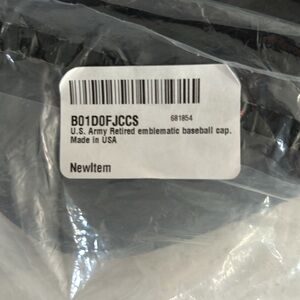 B01D0FJCCS 681854
U.S. Army Retired emblematic baseball cap.
Made in USA
NewItem